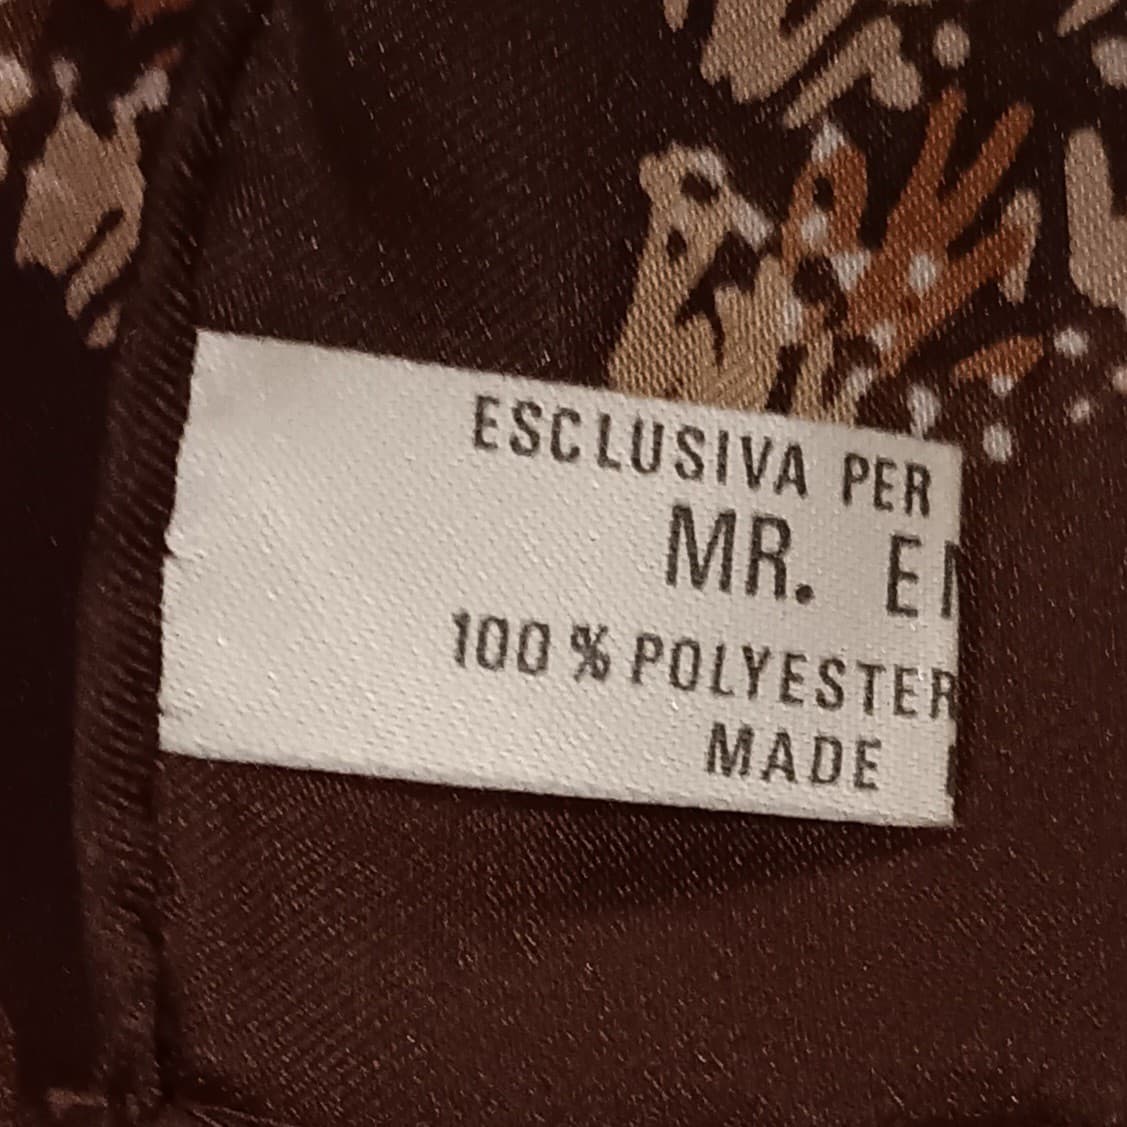 ESCLUSIVA PER
MR.
100 % POLYESTER
MADE